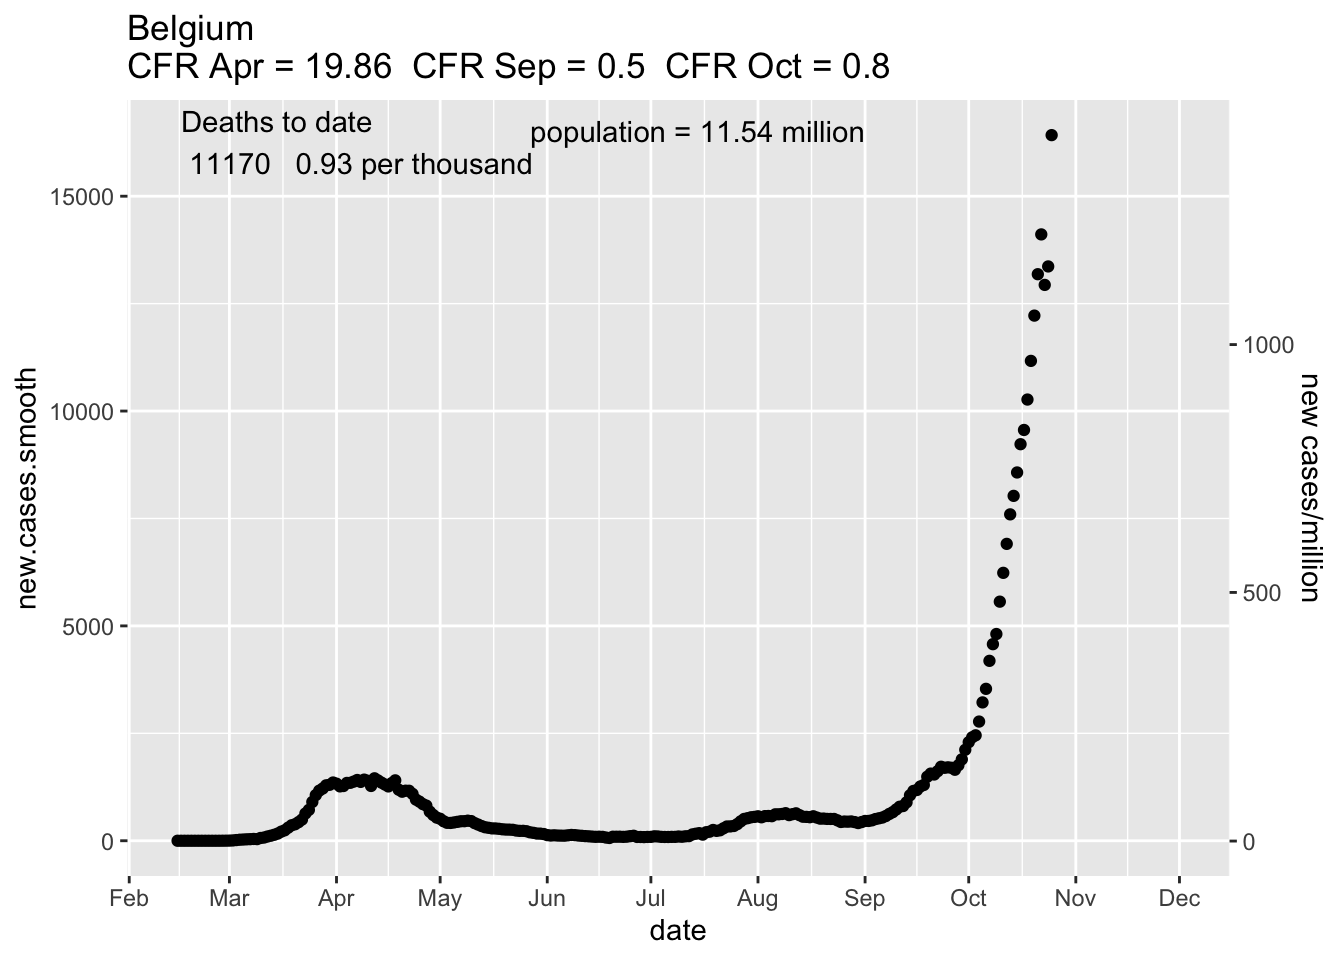 Belgium
CFR Apr = 19.86  CFR Sep = 0.5  CFR Oct = 0.8
Deaths to date
11170   0.93 per thousand
population = 11.54 million
new.cases.smooth
15000
10000
5000
0
1000
500
0
new cases/million
Feb Mar Apr May Jun Jul Aug Sep Oct Nov Dec
date